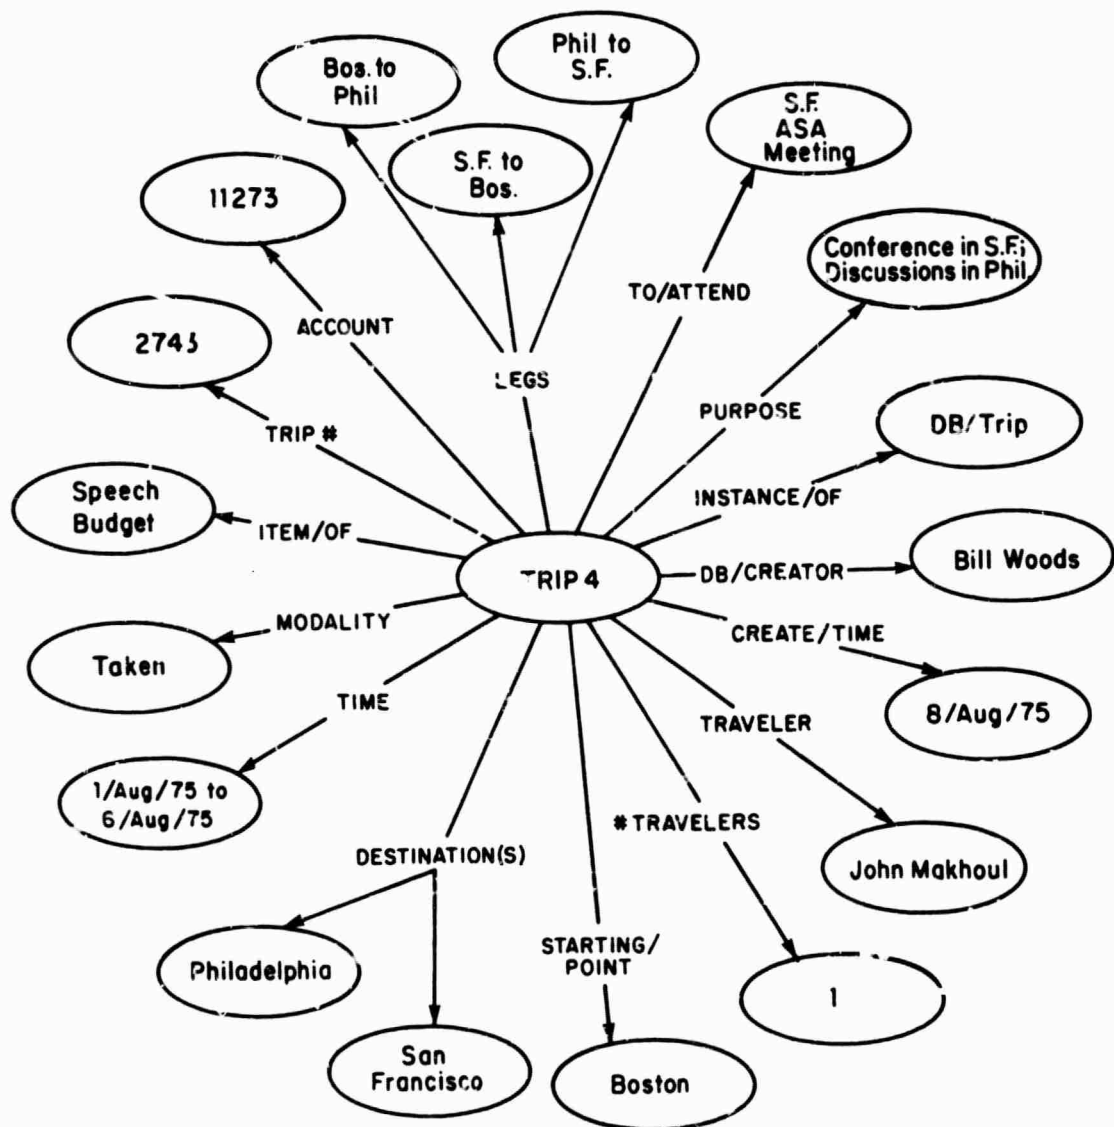 Phil to
S.F.
Bos. to
Phil
S.F.
ASA
Meeting
S.F. to
Bos.
11273
Conference in S.F.;
Discussions in Phil.
TO/ATTEND
ACCOUNT
LEGS
PURPOSE
DB/Trip
TRIP #
INSTANCE/OF
Speech
Budget
ITEM/OF
TRIP 4
DB/CREATOR
Bill Woods
MODALITY
CREATE/TIME
Taken
TIME
TRAVELER
8/Aug/75
1/Aug/75 to
6/Aug/75
# TRAVELERS
DESTINATION(S)
John Makhoul
STARTING/
POINT
Philadelphia
1
San
Francisco
Boston